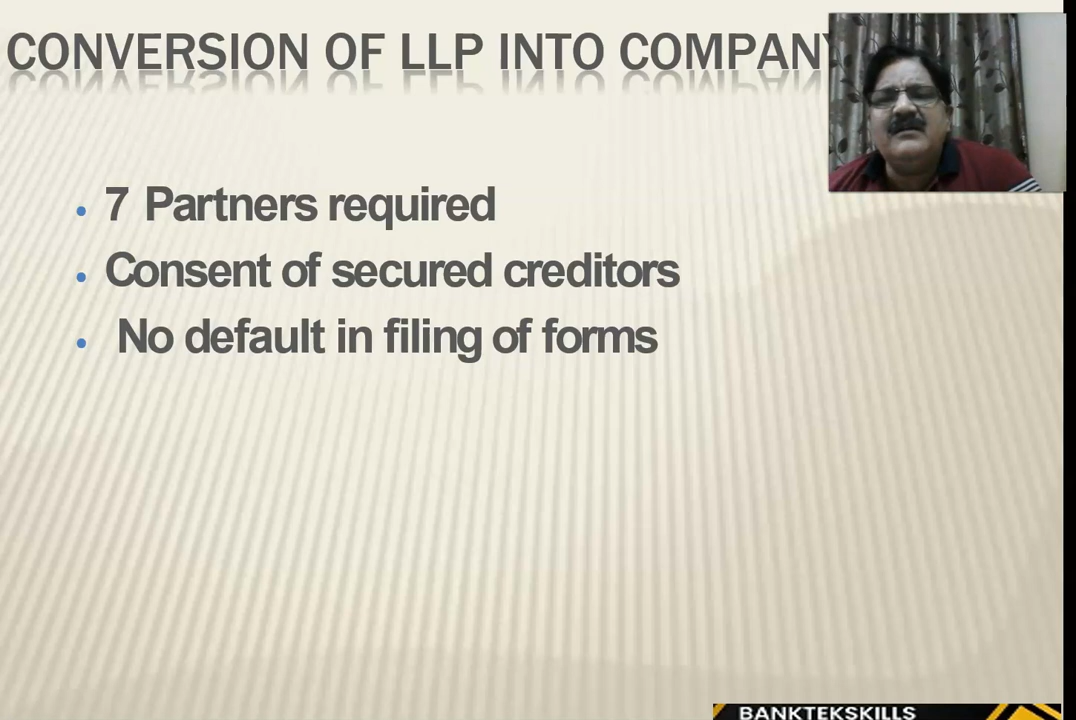 CONVERSION OF LLP INTO COMPANY
7 Partners required
Consent of secured creditors
No default in filing of forms
BANKTEKSKILLS